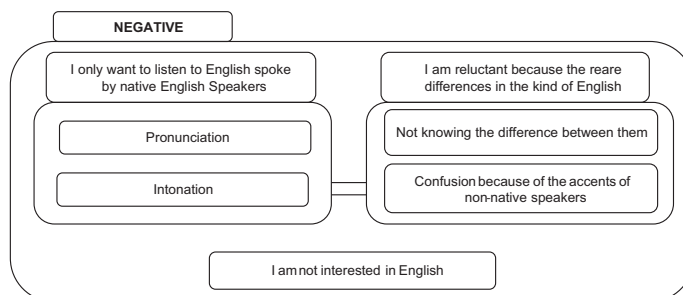 NEGATIVE
I only want to listen to English spoke
by native English Speakers
Pronunciation
Intonation
I am reluctant because the reare
differences in the kind of English
Not knowing the difference between them
Confusion because of the accents of
non-native speakers
I am not interested in English